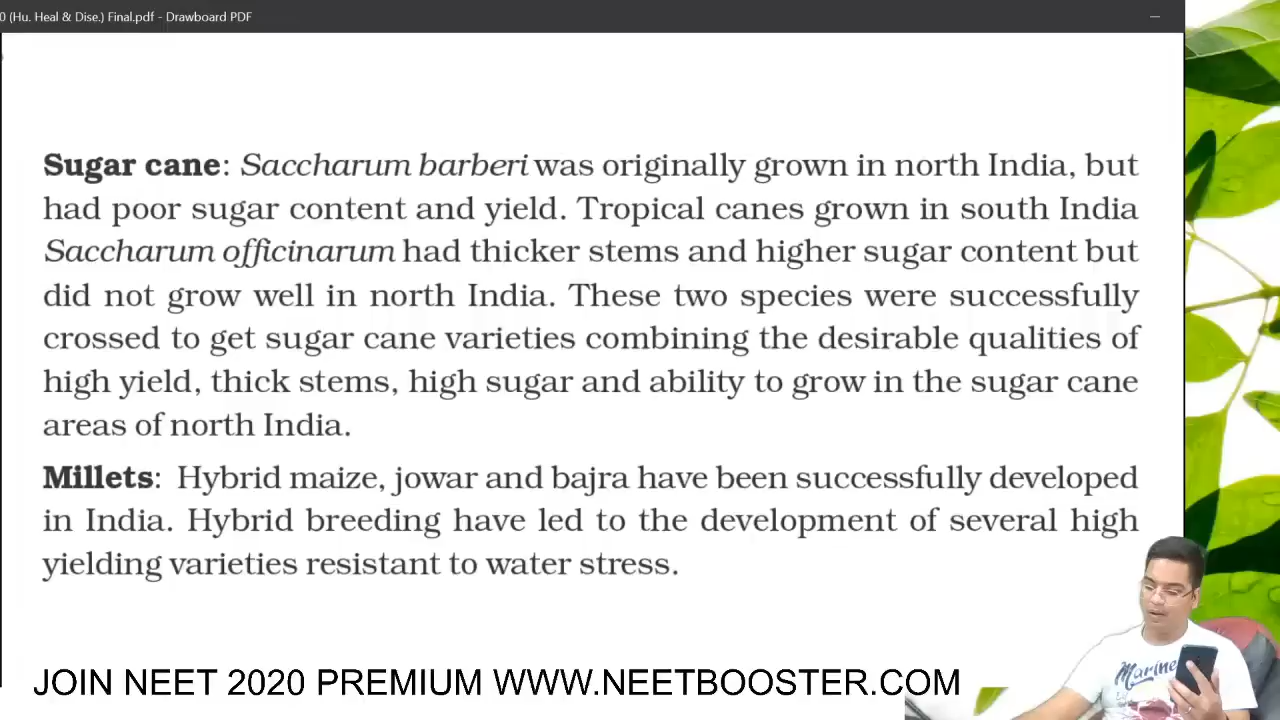 0 (Hu. Heal & Dise.) Final.pdf - Drawboard PDF
Sugar cane: Saccharum barberi was originally grown in north India, but
had poor sugar content and yield. Tropical canes grown in south India
Saccharum officinarum had thicker stems and higher sugar content but
did not grow well in north India. These two species were successfully
crossed to get sugar cane varieties combining the desirable qualities of
high yield, thick stems, high sugar and ability to grow in the sugar cane
areas of north India.
Millets: Hybrid maize, jowar and bajra have been successfully developed
in India. Hybrid breeding have led to the development of several high
yielding varieties resistant to water stress.
Marine
JOIN NEET 2020 PREMIUM WWW.NEETBOOSTER.COM